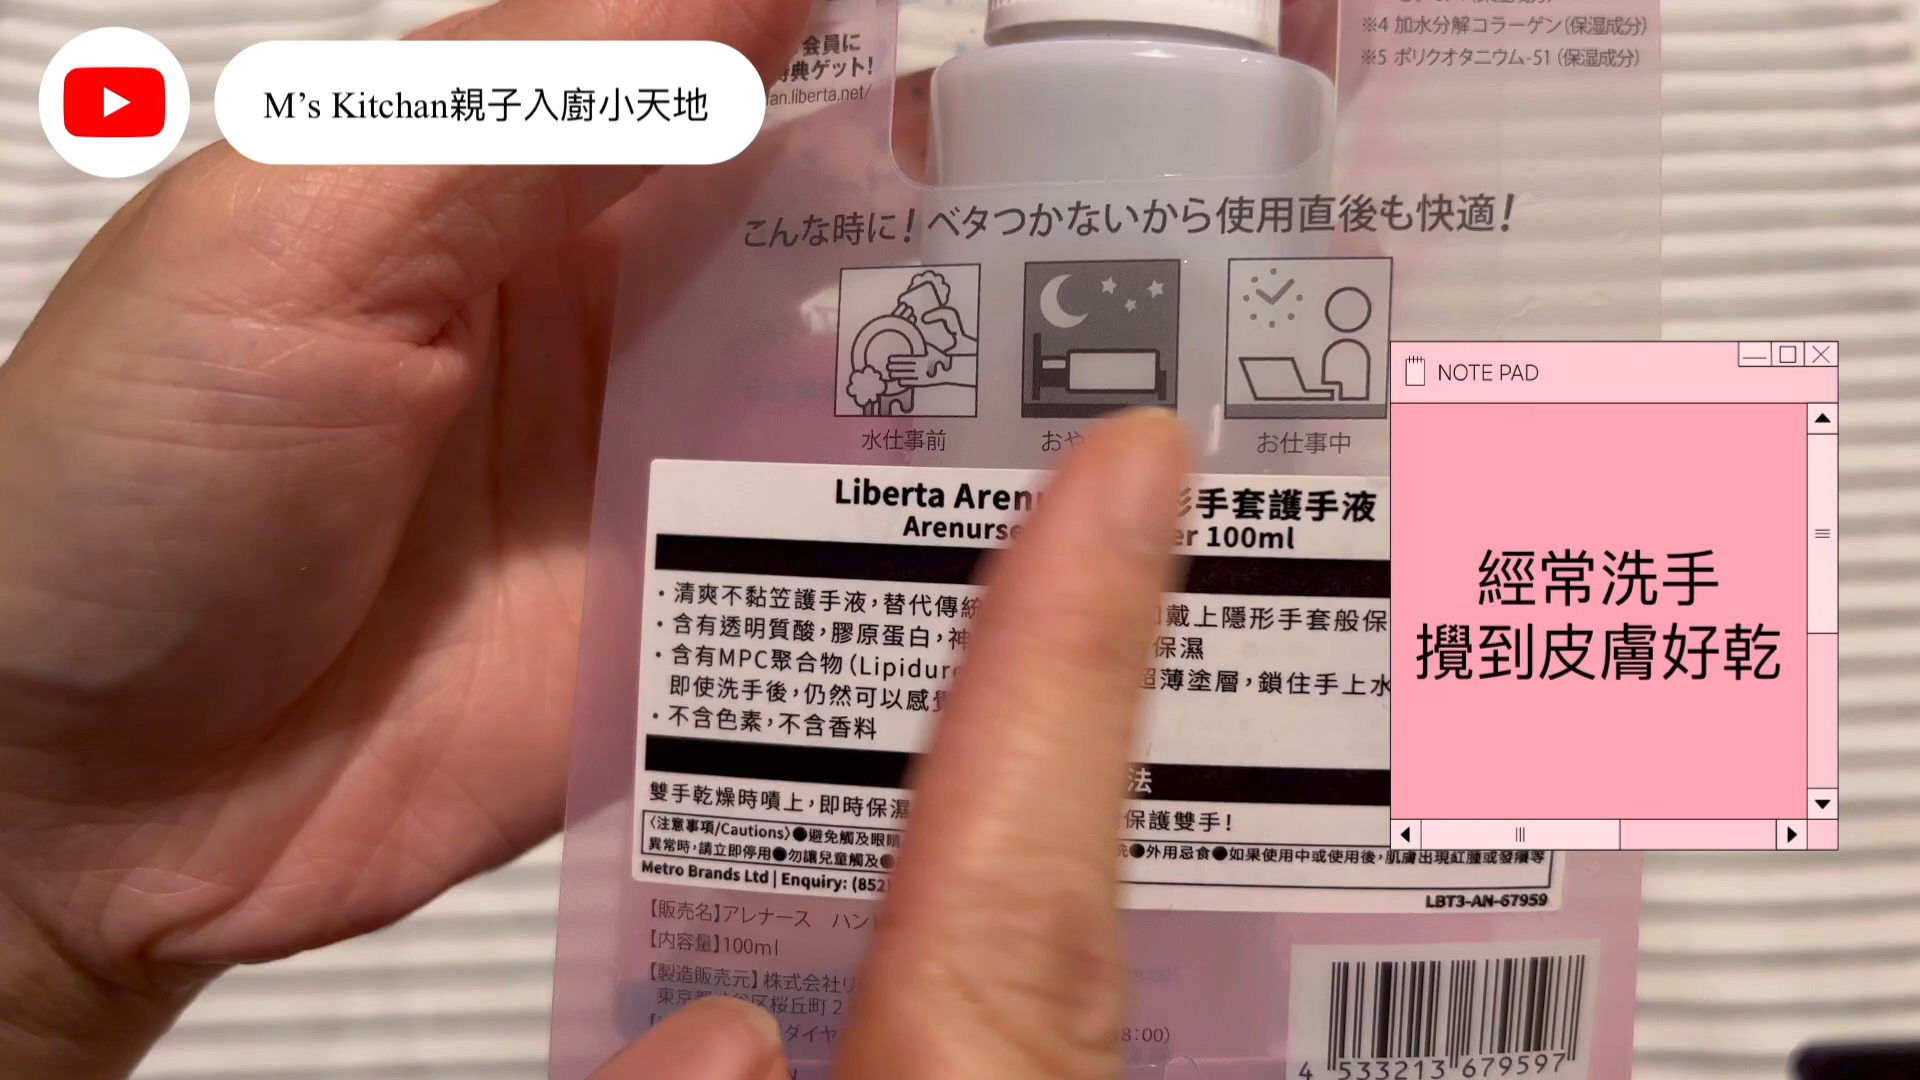 M's Kitchan親子入廚小天地
会員に
典ゲット!
an.liberta.net/
※4 加水分解コラーゲン(保湿成分)
※5 ポリクオタニウム-51(保湿成分)
こんな時に!ベタつかないから使用直後も快適!
水仕事前
おや
お仕事中
NOTE PAD
經常洗手
攪到皮膚好乾
Liberta Aren 手套護手液
Arenurse er 100ml
・清爽不黏笠護手液，替代傳統 戴上隱形手套般保
・含有透明質酸，膠原蛋白，神 保濕
・含有MPC聚合物(Lipidure 超薄塗層，鎖住手上水
即使洗手後，仍然可以感覺
・不含色素，不含香料
法
雙手乾燥時噴上，即時保濕 保護雙手!
〈注意事項/Cautions〉●避免觸及眼睛 ●外用忌食●如果使用中或使用後，肌膚出現紅腫或發癢等
異常時，請立即停用●勿讓兒童觸及●
Metro Brands Ltd | Enquiry: (852
LBT3-AN-67959
【販売名】アレナース ハン
【内容量】100ml
【製造販売元】株式会社リ
東京都渋谷区桜丘町2
ダイヤ 8:00)
4 533213 679597